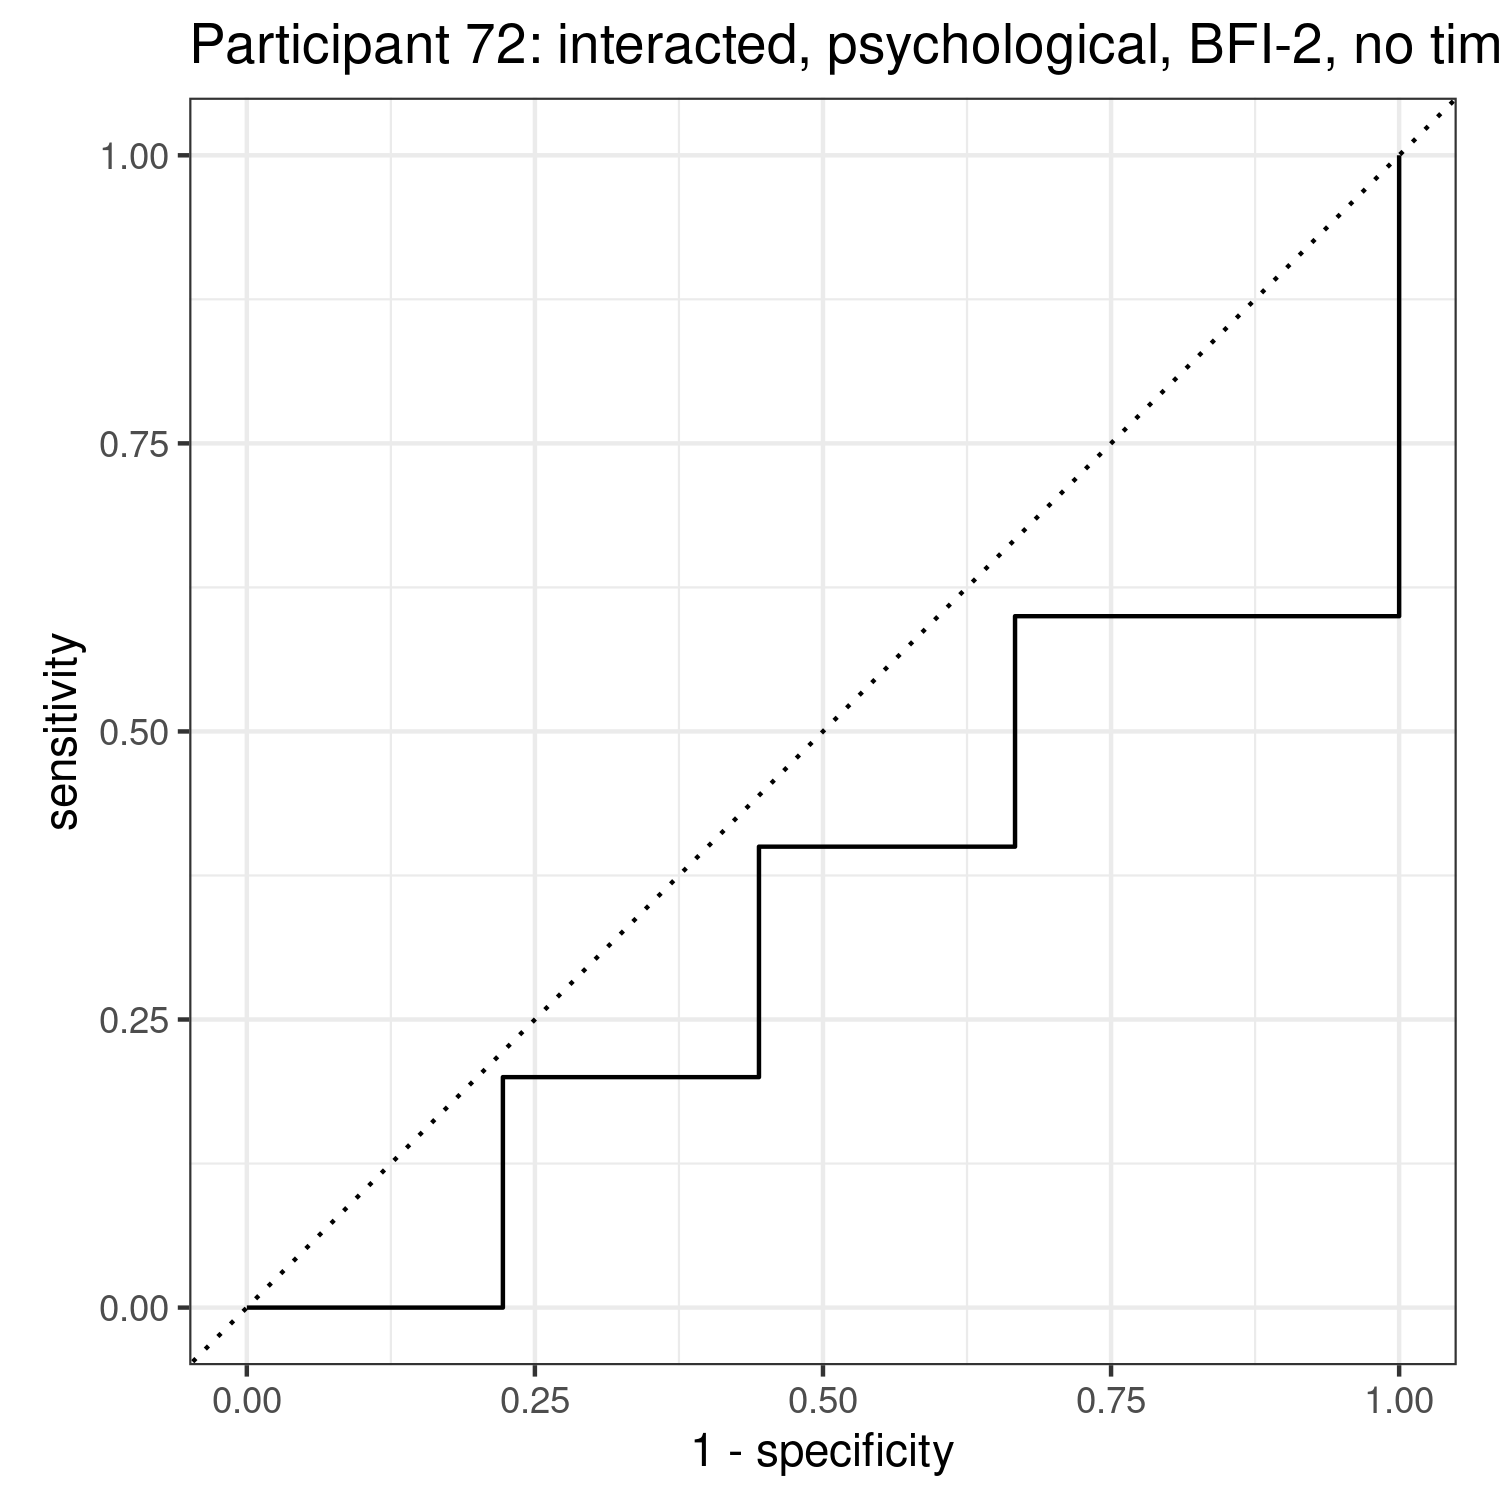 Participant 72: interacted, psychological, BFI-2, no tim
1.00
0.75
0.50
0.25
0.00
sensitivity
0.00 0.25 0.50 0.75 1.00
1 - specificity